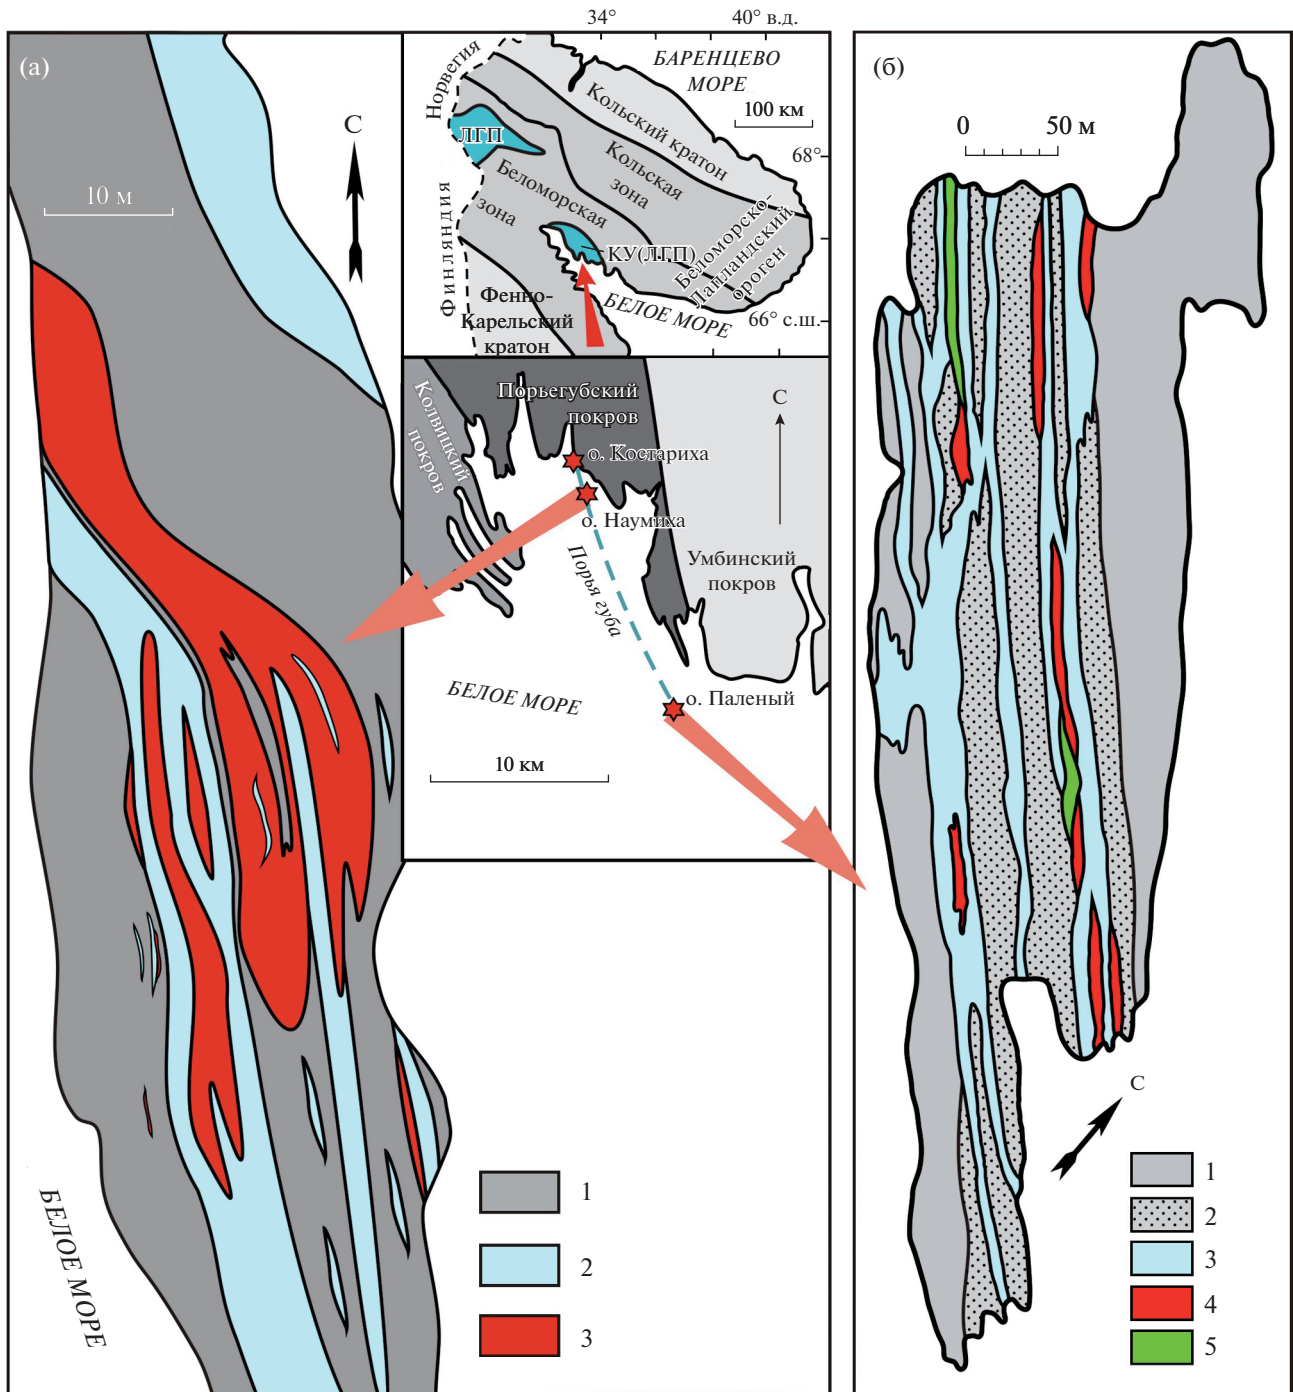 34°
40° в.д.
(а)
С
10 м
Норвегия
БАРЕНЦЕВО
МОРЕ
100 км
Кольский кратон
ЛГП
68°
Кольская
зона
Беломорская
зона
Финляндия
Беломорско-
Лапландский
ороген
КУ(ЛГП)
Фенно-
Карельский
кратон
БЕЛОЕ МОРЕ
66° с.ш.
Колвицкий
покров
Порьегубский
покров
С
о. Костариха
о. Наумиха
Порья губа
Умбинский
покров
о. Паленый
БЕЛОЕ МОРЕ
10 км
БЕЛОЕ МОРЕ
1
2
3
(б)
0
50 м
С
1
2
3
4
5